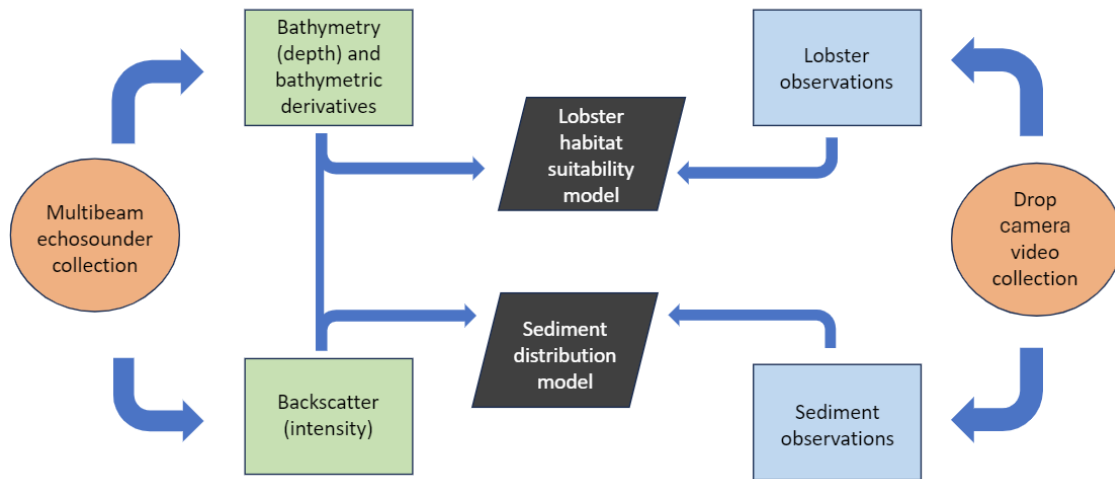 Bathymetry
(depth) and
bathymetric
derivatives
Lobster
observations
Lobster
habitat
suitability
model
Multibeam
echosounder
collection
Drop
camera
video
collection
Sediment
distribution
model
Backscatter
(intensity)
Sediment
observations